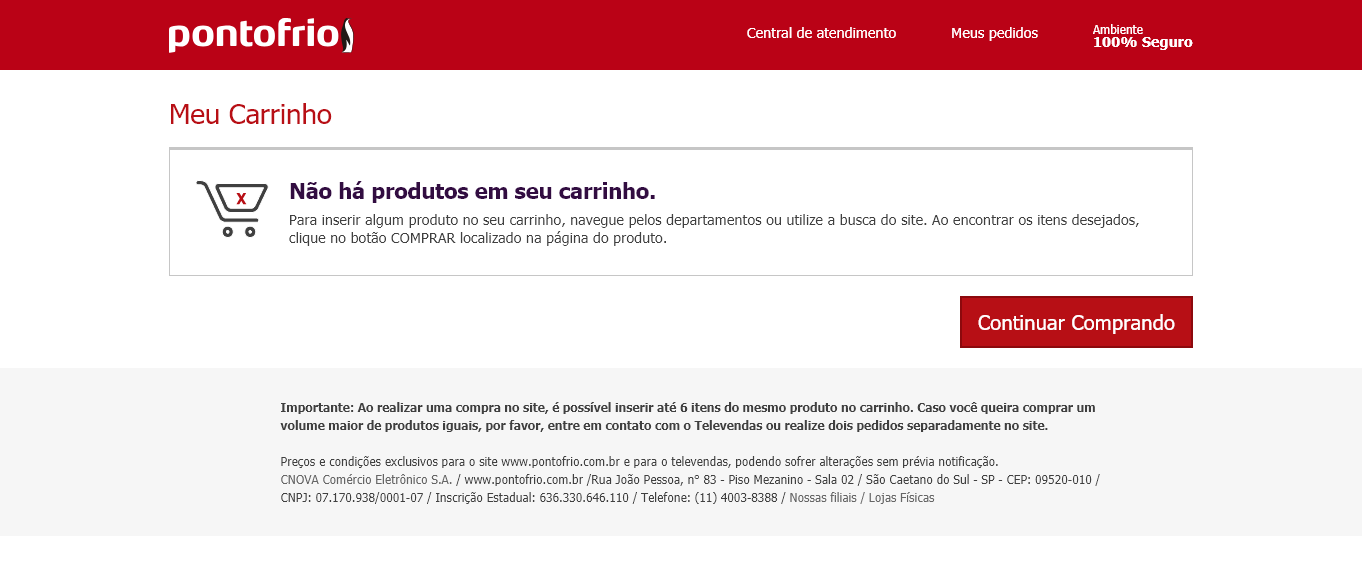 pontofrio
Central de atendimento
Meus pedidos
Ambiente
100% Seguro
Meu Carrinho
X
Não há produtos em seu carrinho.
Para inserir algum produto no seu carrinho, navegue pelos departamentos ou utilize a busca do site. Ao encontrar os itens desejados,
clique no botão COMPRAR localizado na página do produto.
Continuar Comprando
Importante: Ao realizar uma compra no site, é possível inserir até 6 itens do mesmo produto no carrinho. Caso você queira comprar um
volume maior de produtos iguais, por favor, entre em contato com o Televendas ou realize dois pedidos separadamente no site.
Preços e condições exclusivos para o site www.pontofrio.com.br e para o televendas, podendo sofrer alterações sem prévia notificação.
CNOVA Comércio Eletrônico S.A. / www.pontofrio.com.br /Rua João Pessoa, n° 83 - Piso Mezanino - Sala 02 / São Caetano do Sul - SP - CEP: 09520-010 /
CNPJ: 07.170.938/0001-07 / Inscrição Estadual: 636.330.646.110 / Telefone: (11) 4003-8388 / Nossas filiais / Lojas Físicas